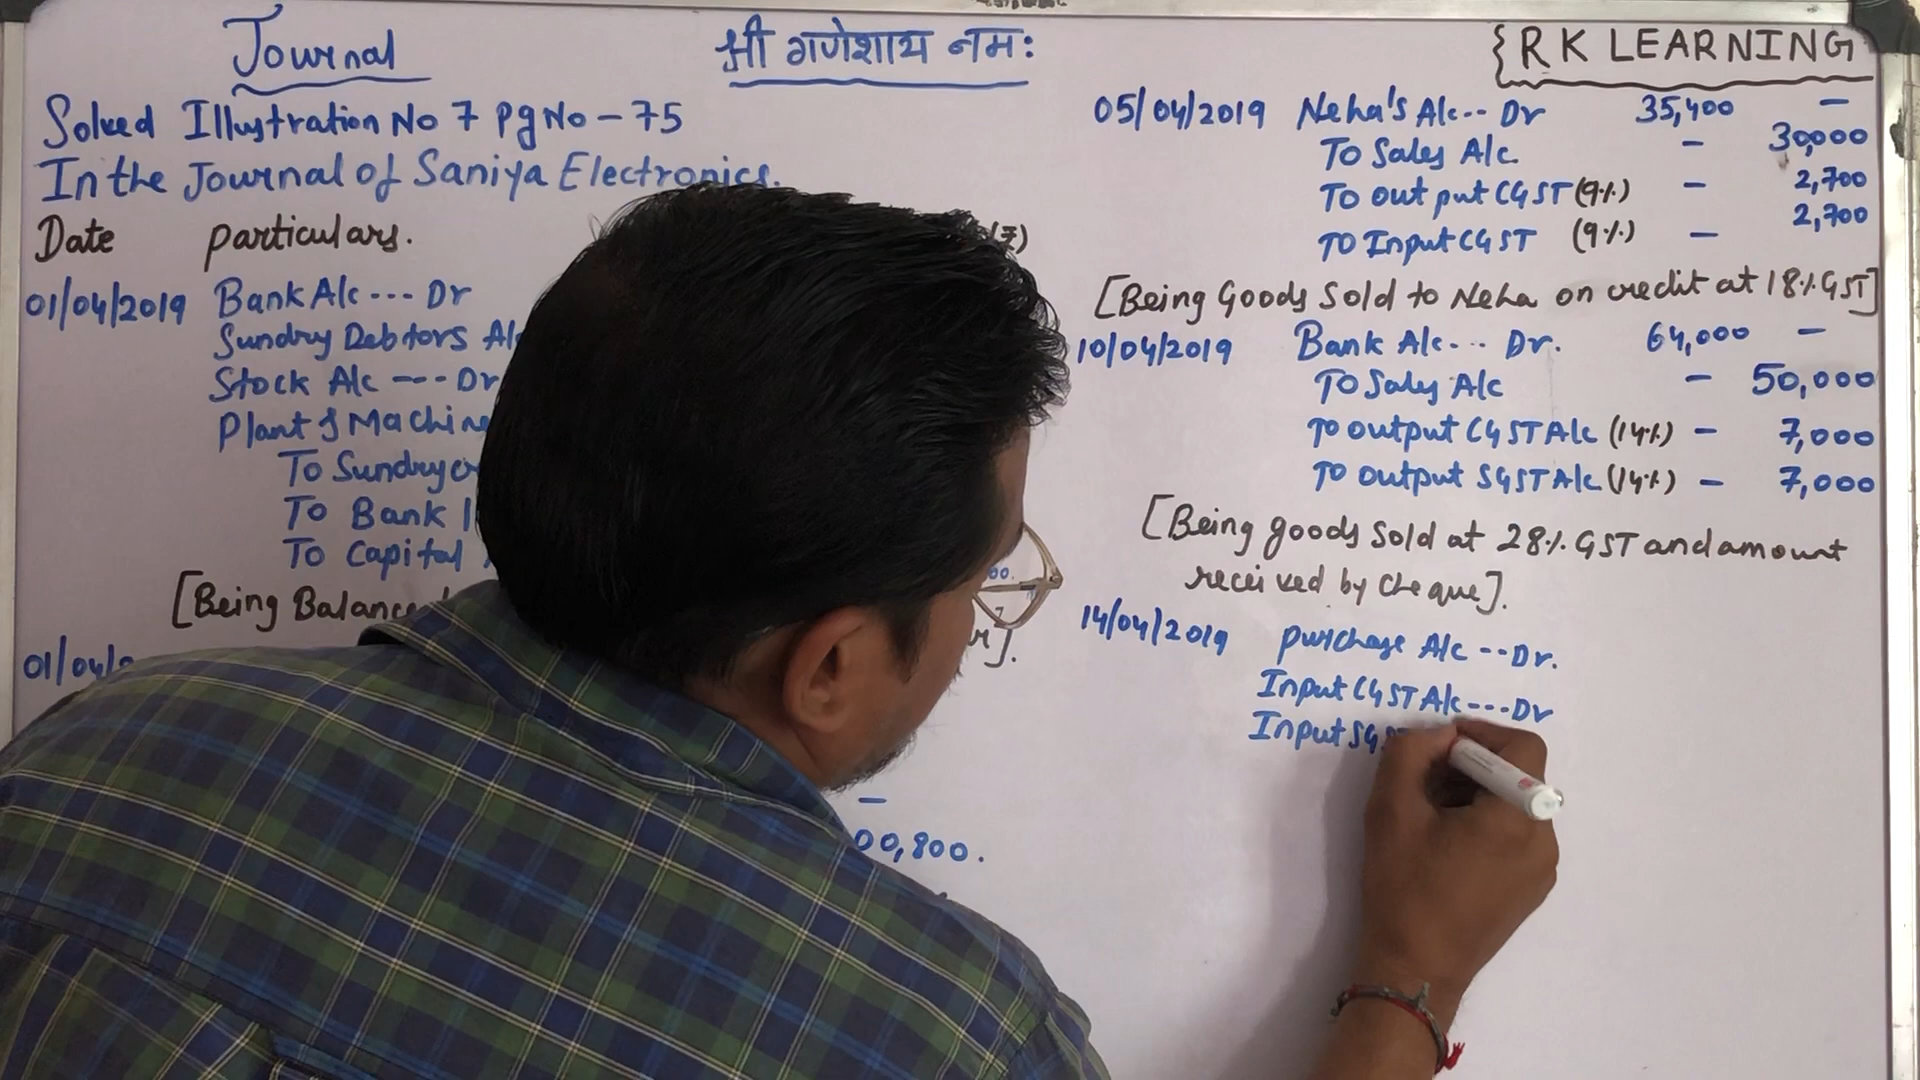 Journal
श्री गणेशाय नमः
{RK LEARNING
Solved Illustration No 7 Pg No - 75
In the Journal of Saniya Electronics.
Date particulars. (₹)
01/04/2019 Bank A/c --- Dr
Sundry Debtors A/c
Stock A/c --- Dr
Plant & Machine
To Sundry
To Bank
To Capital
[Being Balance
].
01/04/
-
00,800.
05/04/2019 Neha's A/c-- Dr 35,400 -
To Sales A/c - 30,000
To Output CGST (9%) - 2,700
To Input CGST (9%) - 2,700
[Being Goods Sold to Neha on credit at 18% GST]
10/04/2019 Bank A/c--- Dr. 64,000 -
To Sales A/c - 50,000
To output CGST A/c (14%) - 7,000
To output SGST A/c (14%) - 7,000
[Being goods Sold at 28% GST and amount
received by cheque].
14/04/2019 purchase A/c --Dr.
Input CGST A/c---Dr
Input SG